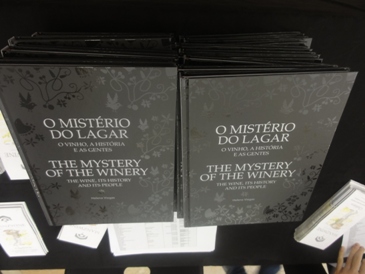 O MISTÉRIO
DO LAGAR
O VINHO, A HISTÓRIA
E AS GENTES
THE MYSTERY
OF THE WINERY
THE WINE, ITS HISTORY
AND ITS PEOPLE
O MISTÉRIO
DO LAGAR
O VINHO, A HISTÓRIA
E AS GENTES
THE MYSTERY
OF THE WINERY
THE WINE, ITS HISTORY
AND ITS PEOPLE